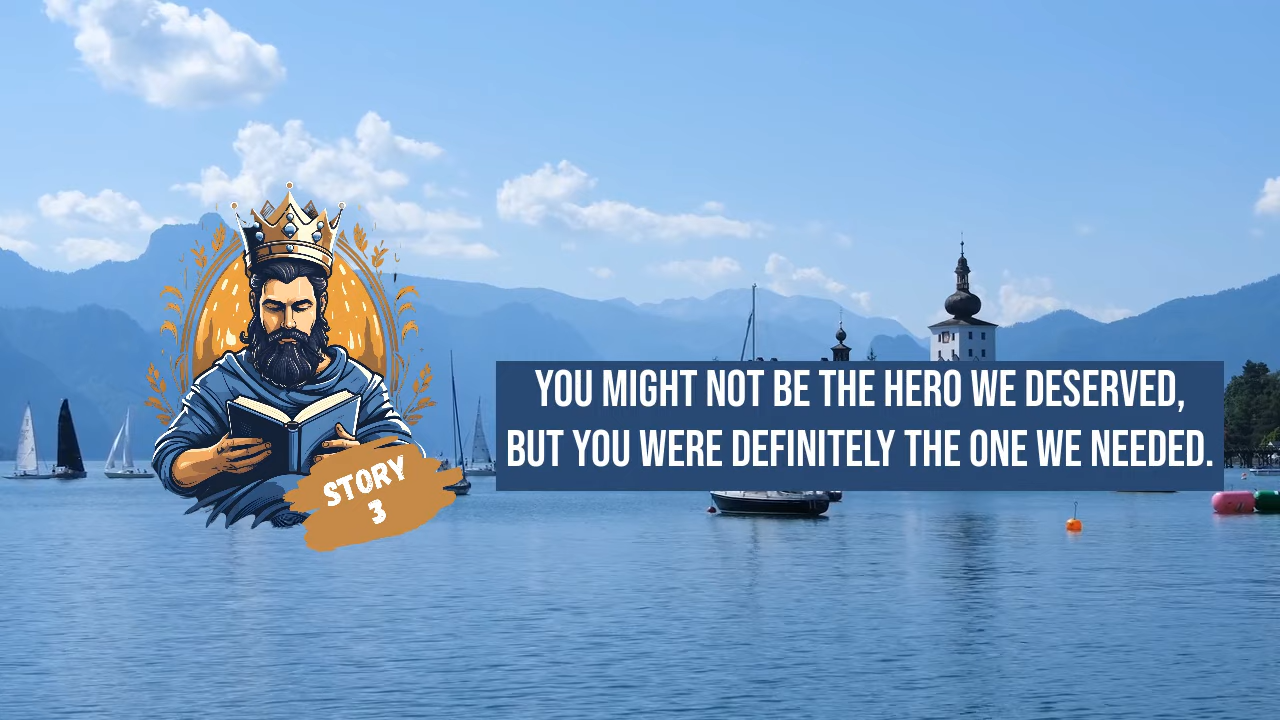 YOU MIGHT NOT BE THE HERO WE DESERVED,
BUT YOU WERE DEFINITELY THE ONE WE NEEDED.
STORY
3